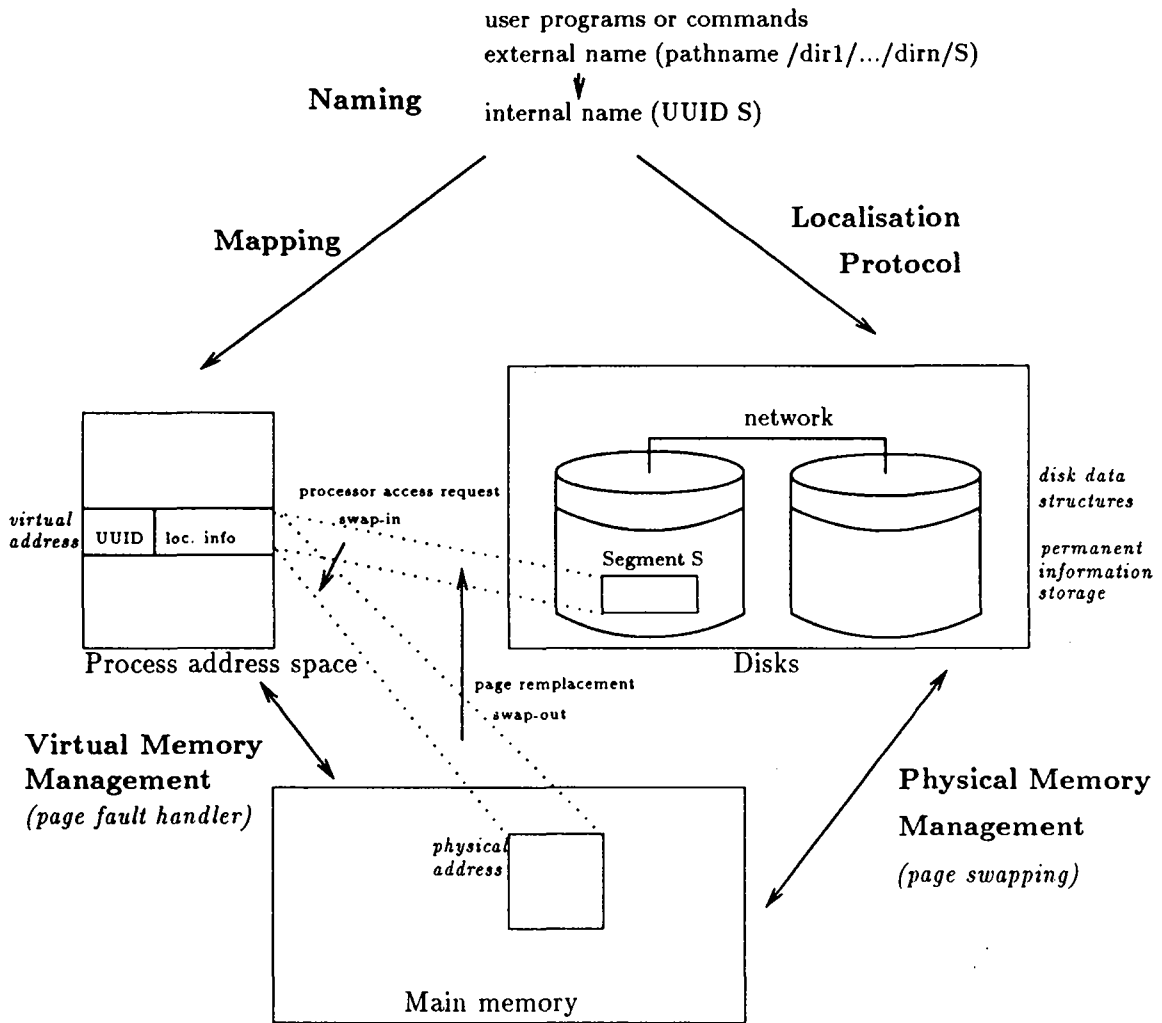 user programs or commands
external name (pathname /dir1/.../dirn/S)
Naming
internal name (UUID S)
Mapping
Localisation
Protocol
network
disk data
structures
processor access request
swap-in
virtual
address
UUID
loc. info
Segment S
permanent
information
storage
Process address space
Disks
page remplacement
swap-out
Virtual Memory
Management
(page fault handler)
Physical Memory
Management
(page swapping)
physical
address
Main memory